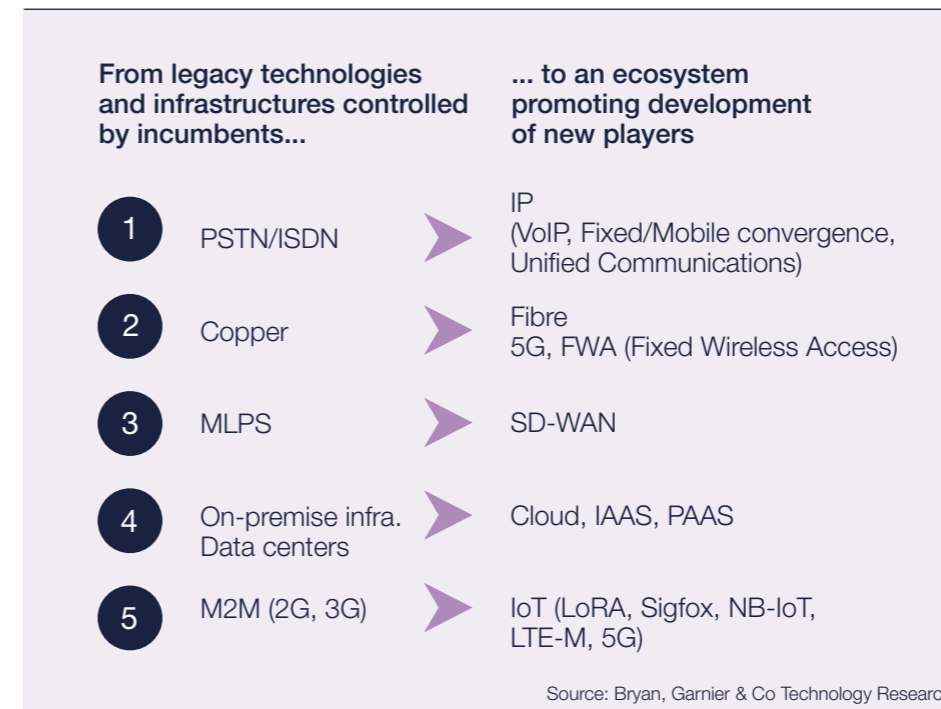 From legacy technologies
and infrastructures controlled
by incumbents...
... to an ecosystem
promoting development
of new players
1
PSTN/ISDN
IP
(VoIP, Fixed/Mobile convergence,
Unified Communications)
2
Copper
Fibre
5G, FWA (Fixed Wireless Access)
3
MLPS
SD-WAN
4
On-premise infra.
Data centers
Cloud, IAAS, PAAS
5
M2M (2G, 3G)
IoT (LoRA, Sigfox, NB-IoT,
LTE-M, 5G)
Source: Bryan, Garnier & Co Technology Researc